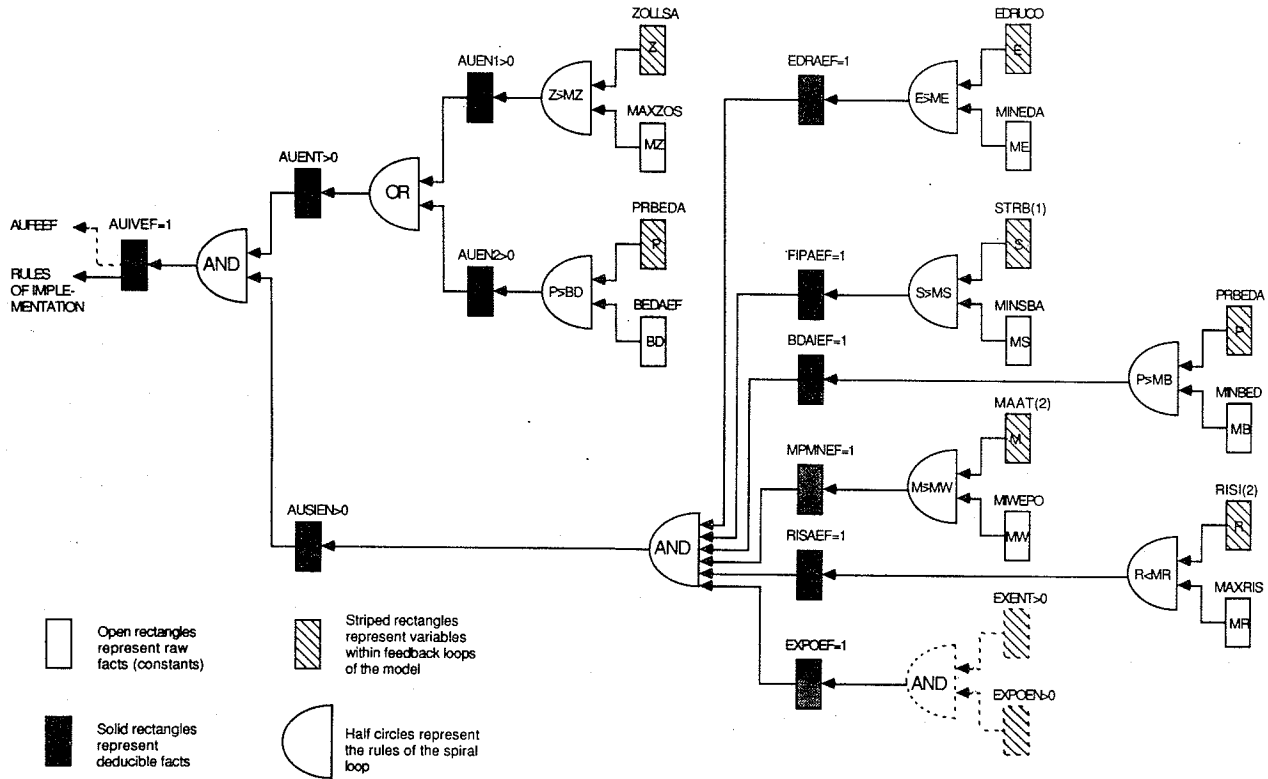 ZOLLSA
EDRUCO
Z
E
AUEN1>0
EDRAEF=1
Z≥MZ
E≥ME
MAXZOS
MINEDA
MZ
ME
AUENT>0
OR
PRBEDA
STRB(1)
AUFEEF
AUIVEF=1
P
S
AUEN2>0
FIPAEF=1
AND
RULES
OF IMPLE-
MENTATION
P≥BD
S≥MS
BEDAEF
MINSBA
PRBEDA
BD
MS
P
BDAIEF=1
P≥MB
MINBED
MAAT(2)
MB
M
MPMNEF=1
M≥MW
MIWEPO
RISI(2)
AUSIEN>0
MW
R
AND
RISAEF=1
R<MR
MAXRIS
EXENT>0
MR
Open rectangles
represent raw
facts (constants)
Striped rectangles
represent variables
within feedback loops
of the model
EXPOEF=1
AND
EXPOEN>0
Solid rectangles
represent
deducible facts
Half circles represent
the rules of the spiral
loop